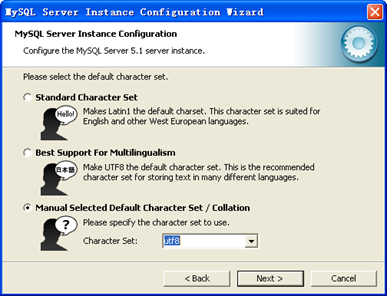 MySQL Server Instance Configuration Wizard
MySQL Server Instance Configuration
Configure the MySQL Server 5.1 server instance.
Please select the default character set.
Standard Character Set
Hello!
Makes Latin1 the default charset. This character set is suited for
English and other West European languages.
Best Support For Multilingualism
日本語
Make UTF8 the default character set. This is the recommended
character set for storing text in many different languages.
Manual Selected Default Character Set / Collation
?
Please specify the character set to use.
Character Set: utf8
< Back Next > Cancel